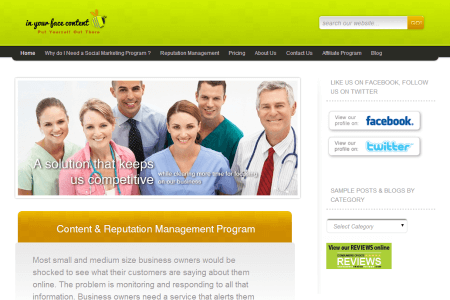 in your face content
Put Yourself Out There
search our website...
Home Why do I Need a Social Marketing Program ? Reputation Management Pricing About Us Contact Us Affiliate Program Blog
LIKE US ON FACEBOOK, FOLLOW
US ON TWITTER
View our
profile on: facebook.
View our
profile on: twitter
A solution that keeps
us competitive
while clearing more time for focusing
on our business
SAMPLE POSTS & BLOGS BY
CATEGORY
Select Category
View our REVIEWS online
REVIEWS
Content & Reputation Management Program
Most small and medium size business owners would be
shocked to see what their customers are saying about them
online. The problem is monitoring and responding to all that
information. Business owners need a service that alerts them